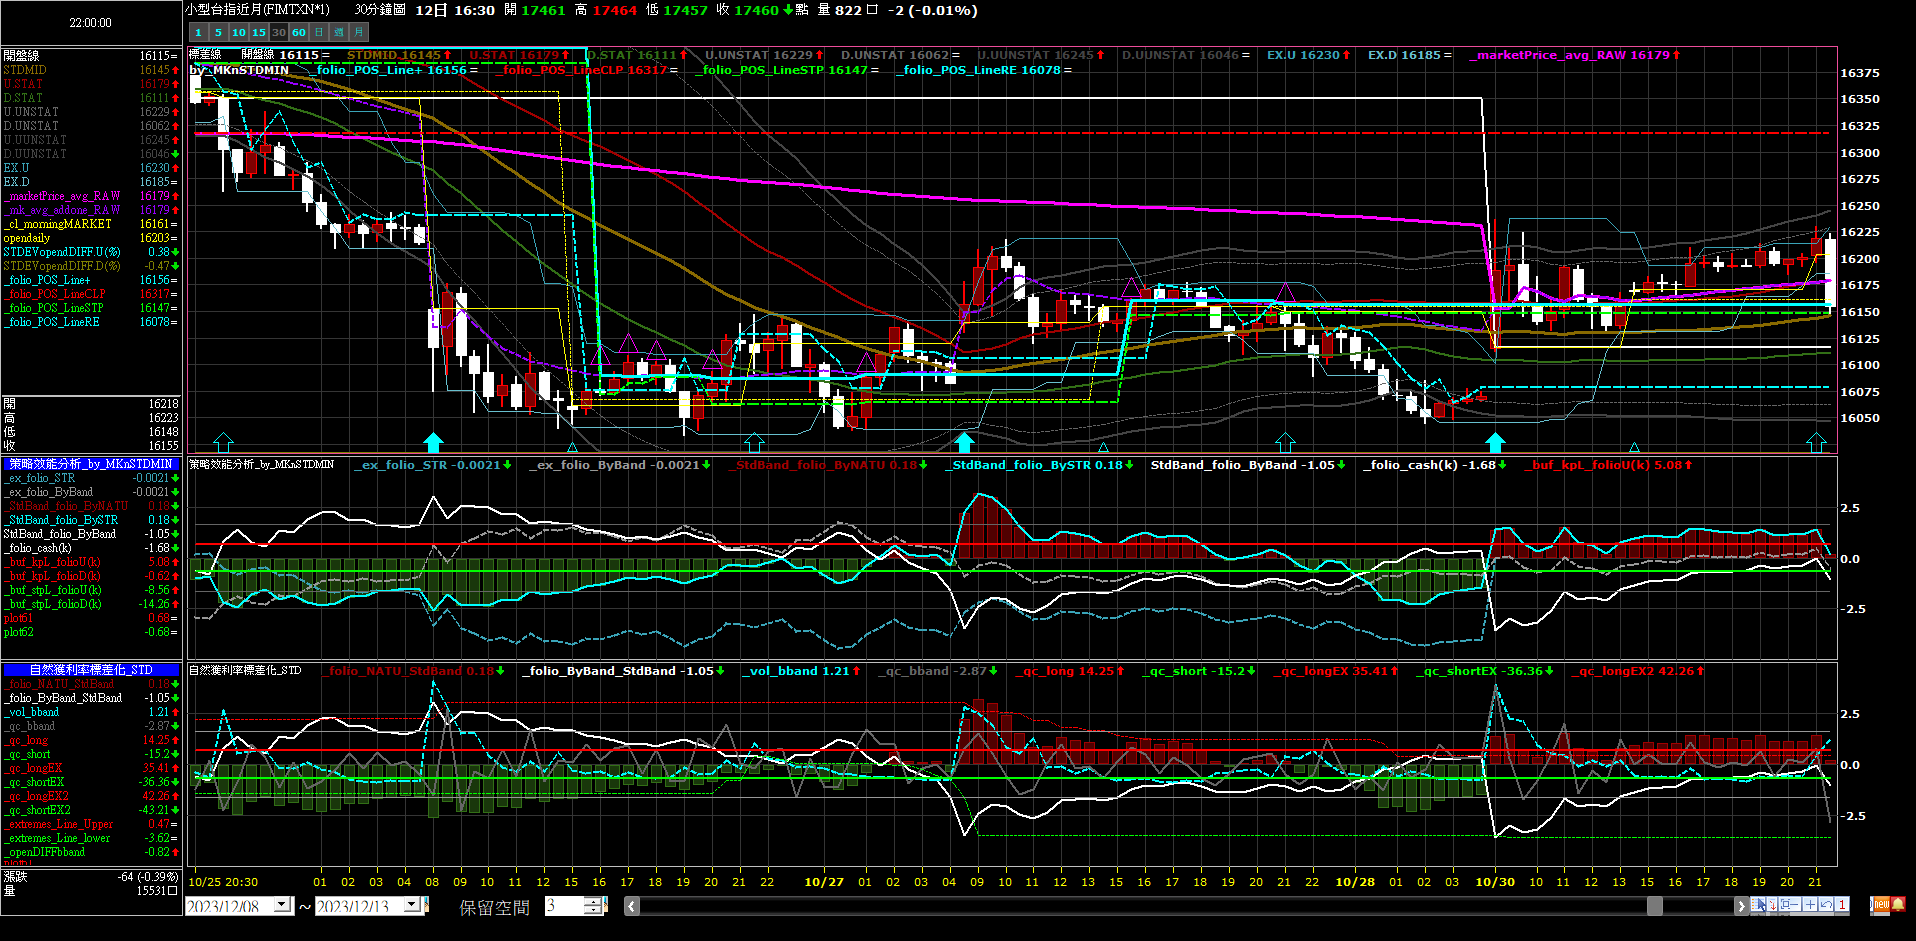 22:00:00
小型台指近月(FIMTXN*1) 30分鐘圖 12日 16:30 開 17461 高 17464 低 17457 收 17460 點 量 822口 -2 (-0.01%)
1 5 10 15 30 60 日 週 月
標差線 開盤線 16115= STDMID 16145 U.STAT 16179 D.STAT 16111 U.UNSTAT 16229 D.UNSTAT 16062= U.UUNSTAT 16245 D.UUNSTAT 16046= EX.U 16230 EX.D 16185= _marketPrice_avg_RAW 16179
by_MKnSTDMIN _folio_POS_Line+ 16156= _folio_POS_LineCLP 16317= _folio_POS_LineSTP 16147= _folio_POS_LineRE 16078=
開盤線 16115=
STDMID 16145
U.STAT 16179
D.STAT 16111
U.UNSTAT 16229
D.UNSTAT 16062
U.UUNSTAT 16245
D.UUNSTAT 16046
EX.U 16230
EX.D 16185=
_marketPrice_avg_RAW 16179
_mk_avg_addons_RAW 16179
_cl_morningMARKET 16161=
opendaily 16203=
STDEVopendDIFF.U(%) 0.38
STDEVopendDIFF.D(%) -0.47
_folio_POS_Line+ 16156=
_folio_POS_LineCLP 16317=
_folio_POS_LineSTP 16147=
_folio_POS_LineRE 16078=
開 16218
高 16223
低 16148
收 16155
16375
16350
16325
16300
16275
16250
16225
16200
16175
16150
16125
16100
16075
16050
策略效能分析_by_MKnSTDMIN
_ex_folio_STR -0.0021
_ex_folio_ByBand -0.0021
_StdBand_folio_ByNATU 0.18
_StdBand_folio_BySTR 0.18
StdBand_folio_ByBand -1.05
_folio_cash(k) -1.68
_buf_kpL_folioU(k) 5.08
_buf_kpL_folioD(k) -0.62
_buf_stpL_folioU(k) -8.56
_buf_stpL_folioD(k) -14.26
plot61 0.68=
plot62 -0.68=
策略效能分析_by_MKnSTDMIN _ex_folio_STR -0.0021 _ex_folio_ByBand -0.0021 _StdBand_folio_ByNATU 0.18 _StdBand_folio_BySTR 0.18 StdBand_folio_ByBand -1.05 _folio_cash(k) -1.68 _buf_kpL_folioU(k) 5.08
2.5
0.0
-2.5
自然獲利率標差化_STD
_folio_NATU_StdBand 0.18
_folio_ByBand_StdBand -1.05
_vol_bband 1.21
_qc_bband -2.87
_qc_long 14.25
_qc_short -15.2
_qc_longEX 35.41
_qc_shortEX -36.36
_qc_longEX2 42.26
_qc_shortEX2 -43.21
_extremes_Line_Upper 0.47=
_extremes_Line_lower -3.62=
_openDIFFbband -0.82
自然獲利率標差化_STD _folio_NATU_StdBand 0.18 _folio_ByBand_StdBand -1.05 _vol_bband 1.21 _qc_bband -2.87 _qc_long 14.25 _qc_short -15.2 _qc_longEX 35.41 _qc_shortEX -36.36 _qc_longEX2 42.26
2.5
0.0
-2.5
漲跌 -64 (-0.39%)
量 15531口
10/25 20:30 01 02 03 04 08 09 10 11 12 15 16 17 18 19 20 21 22 10/27 01 02 03 04 09 10 11 12 13 14 15 16 17 18 19 20 21 22 10/28 01 02 03 04 10/30 10 11 12 13 14 15 16 17 18 19 20 21
2023/12/08 ~ 2023/12/13 保留空間 3
1 new